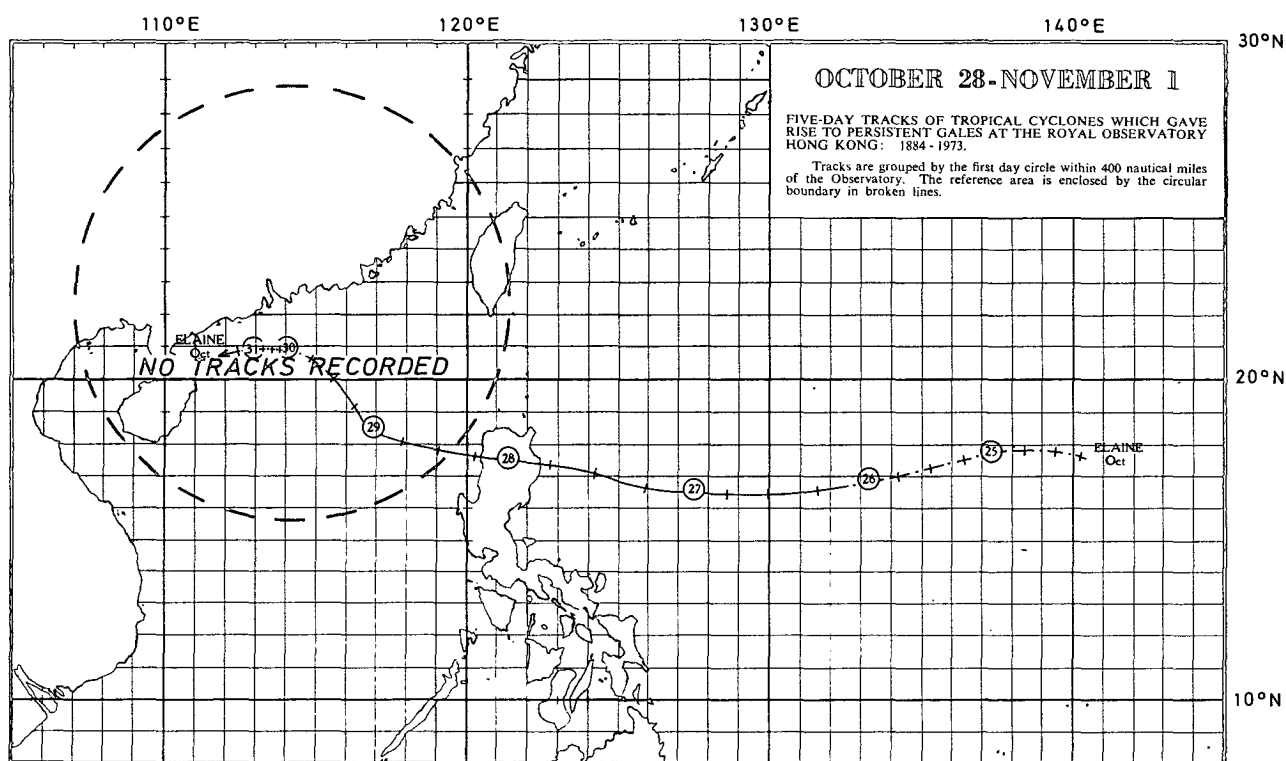 110°E 120°E 130°E 140°E
30°N
OCTOBER 28-NOVEMBER 1
FIVE-DAY TRACKS OF TROPICAL CYCLONES WHICH GAVE
RISE TO PERSISTENT GALES AT THE ROYAL OBSERVATORY
HONG KONG: 1884-1973.
Tracks are grouped by the first day circle within 400 nautical miles
of the Observatory. The reference area is enclosed by the circular
boundary in broken lines.
ELAINE
Oct
31 30
NO TRACKS RECORDED
20°N
29
28
27
26
25
ELAINE
Oct
10°N